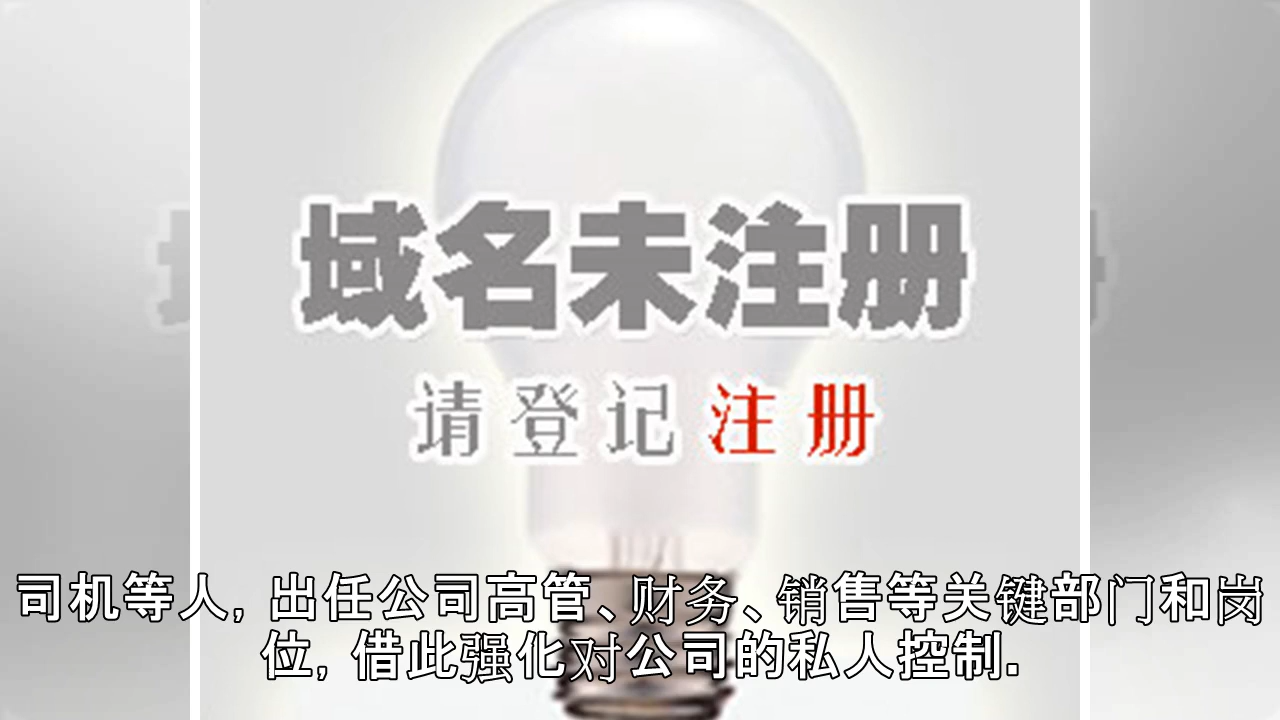 域名未注册
请登记注册
司机等人, 出任公司高管、财务、销售等关键部门和岗
位, 借此强化对公司的私人控制.